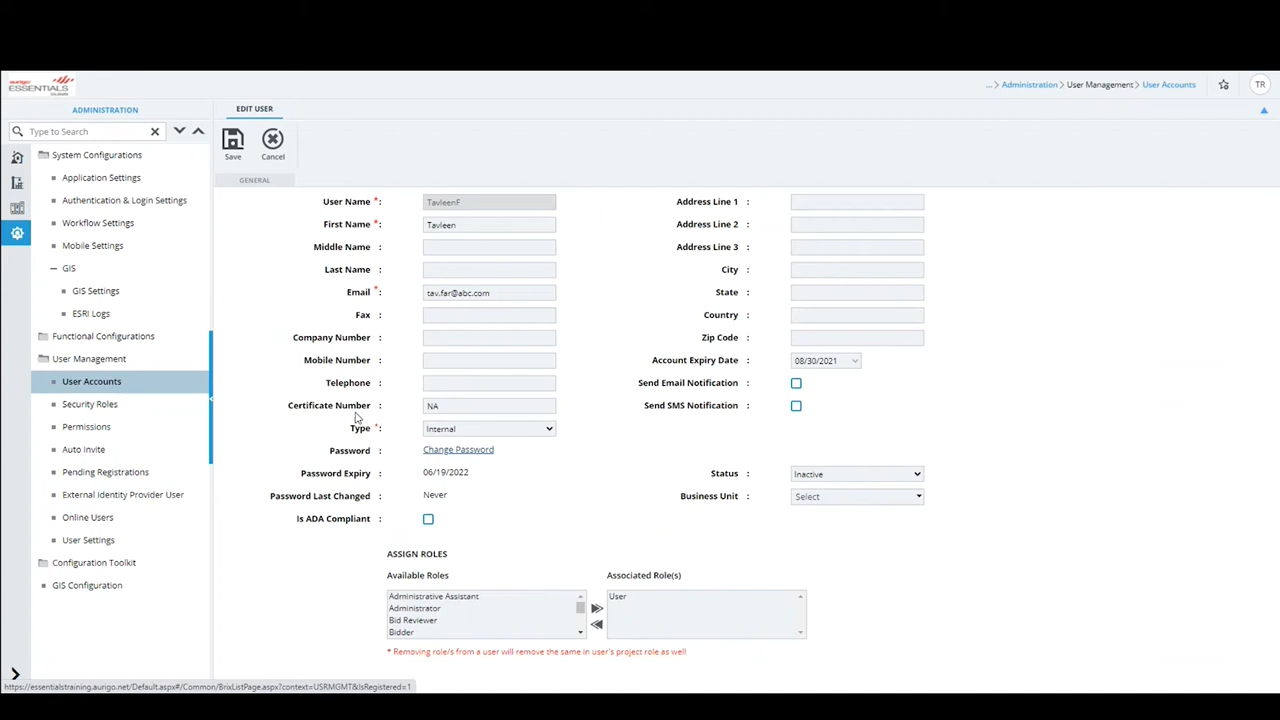 aurigo
ESSENTIALS
... > Administration > User Management > User Accounts
TR
ADMINISTRATION
EDIT USER
Type to Search
Save
Cancel
GENERAL
System Configurations
Application Settings
Authentication & Login Settings
Workflow Settings
Mobile Settings
GIS
GIS Settings
ESRI Logs
Functional Configurations
User Management
User Accounts
Security Roles
Permissions
Auto Invite
Pending Registrations
External Identity Provider User
Online Users
User Settings
Configuration Toolkit
GIS Configuration
User Name * : TavleenF
First Name * : Tavleen
Middle Name :
Last Name :
Email * : tav.far@abc.com
Fax :
Company Number :
Mobile Number :
Telephone :
Certificate Number : NA
Type * : Internal
Password : Change Password
Password Expiry : 06/19/2022
Password Last Changed : Never
Is ADA Compliant :
Address Line 1 :
Address Line 2 :
Address Line 3 :
City :
State :
Country :
Zip Code :
Account Expiry Date : 08/30/2021
Send Email Notification :
Send SMS Notification :
Status : Inactive
Business Unit : Select
ASSIGN ROLES
Available Roles
Administrative Assistant
Administrator
Bid Reviewer
Bidder
Associated Role(s)
User
* Removing role/s from a user will remove the same in user's project role as well
https://essentialstraining.aurigo.net/Default.aspx#/Common/BrixListPage.aspx?context=USRMGMT&IsRegistered=1